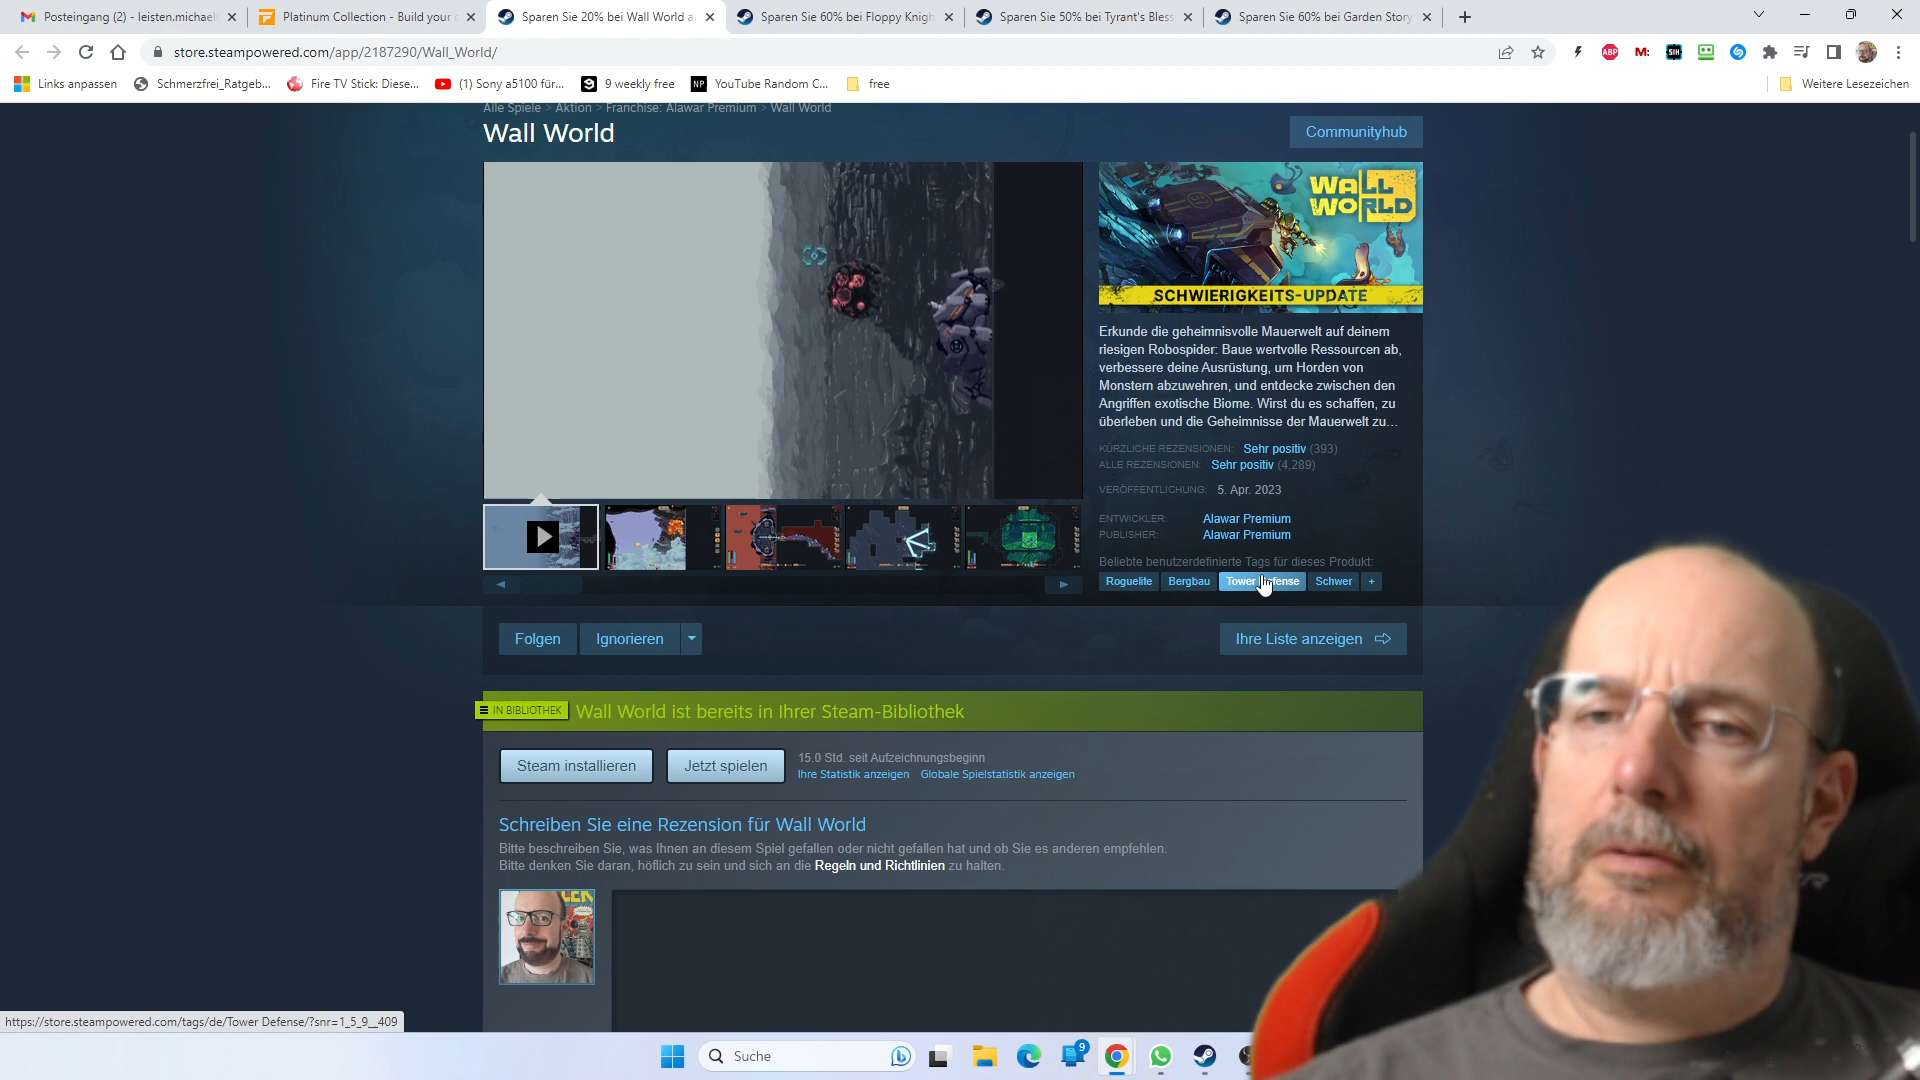 Posteingang (2) - leisten.michael
Platinum Collection - Build your o
Sparen Sie 20% bei Wall World a
Sparen Sie 60% bei Floppy Knigh
Sparen Sie 50% bei Tyrant's Bless
Sparen Sie 60% bei Garden Story
store.steampowered.com/app/2187290/Wall_World/
ABP
M:
SIH
Links anpassen
Schmerzfrei_Ratgeb...
Fire TV Stick: Diese...
(1) Sony a5100 für...
9 weekly free
NP
YouTube Random C...
free
Weitere Lesezeichen
Alle Spiele > Aktion > Franchise: Alawar Premium > Wall World
Wall World
Communityhub
WALL WORLD
SCHWIERIGKEITS-UPDATE
Erkunde die geheimnisvolle Mauerwelt auf deinem
riesigen Robospider: Baue wertvolle Ressourcen ab,
verbessere deine Ausrüstung, um Horden von
Monstern abzuwehren, und entdecke zwischen den
Angriffen exotische Biome. Wirst du es schaffen, zu
überleben und die Geheimnisse der Mauerwelt zu...
KÜRZLICHE REZENSIONEN: Sehr positiv (393)
ALLE REZENSIONEN: Sehr positiv (4,289)
VERÖFFENTLICHUNG: 5. Apr. 2023
ENTWICKLER: Alawar Premium
PUBLISHER: Alawar Premium
Beliebte benutzerdefinierte Tags für dieses Produkt:
Roguelite Bergbau Tower Schwer +
Folgen
Ignorieren
Ihre Liste anzeigen
IN BIBLIOTHEK
Wall World ist bereits in Ihrer Steam-Bibliothek
Steam installieren
Jetzt spielen
15.0 Std. seit Aufzeichnungsbeginn
Ihre Statistik anzeigen Globale Spielstatistik anzeigen
Schreiben Sie eine Rezension für Wall World
Bitte beschreiben Sie, was Ihnen an diesem Spiel gefallen oder nicht gefallen hat und ob Sie es anderen empfehlen.
Bitte denken Sie daran, höflich zu sein und sich an die Regeln und Richtlinien zu halten.
https://store.steampowered.com/tags/de/Tower Defense/?snr=1_5_9__409
Suche
9